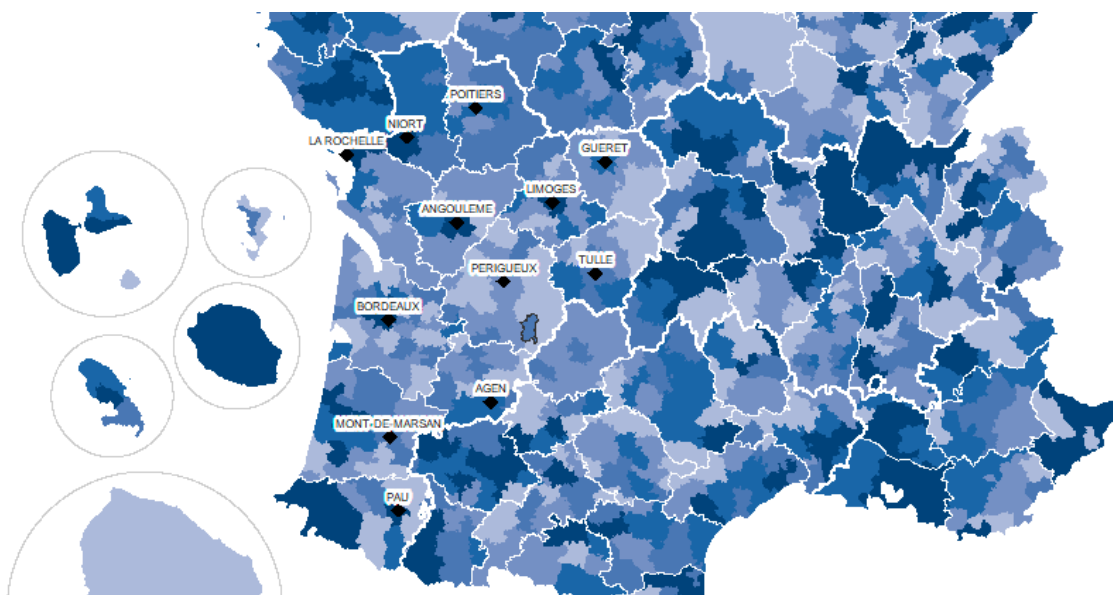 POITIERS
NIORT
LA ROCHELLE
GUERET
LIMOGES
ANGOULEME
TULLE
PERIGUEUX
BORDEAUX
AGEN
MONT-DE-MARSAN
PAU